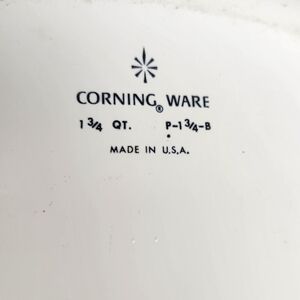 CORNING® WARE
1 3/4 QT. P-1 3/4-B
MADE IN U.S.A.